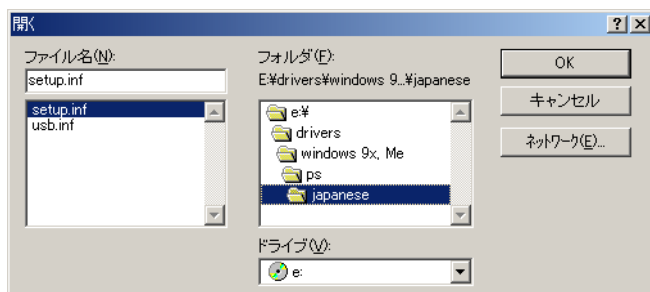 開く
ファイル名(N):
setup.inf
setup.inf
usb.inf
フォルダ(F):
E:¥drivers¥windows 9...¥japanese
e:¥
drivers
windows 9x, Me
ps
japanese
ドライブ(V):
e:
OK
キャンセル
ネットワーク(E)...